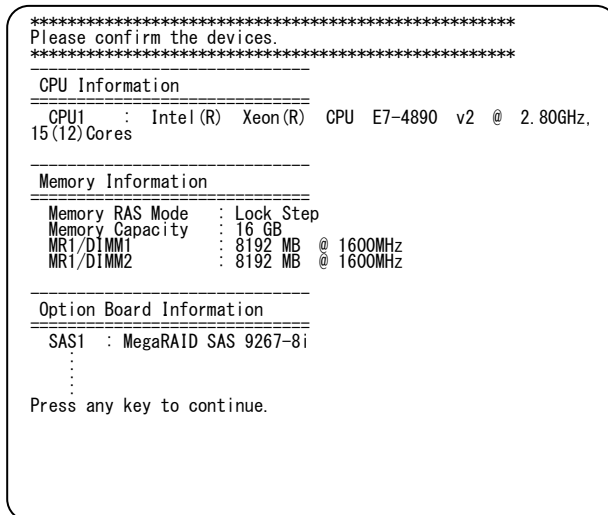 ****************************************************
Please confirm the devices.
****************************************************
------------------------------
CPU Information
==============================
CPU1 : Intel(R) Xeon(R) CPU E7-4890 v2 @ 2.80GHz,
15(12)Cores
------------------------------
Memory Information
==============================
Memory RAS Mode : Lock Step
Memory Capacity : 16 GB
MR1/DIMM1 : 8192 MB @ 1600MHz
MR1/DIMM2 : 8192 MB @ 1600MHz
------------------------------
Option Board Information
==============================
SAS1 : MegaRAID SAS 9267-8i
:
:
Press any key to continue.